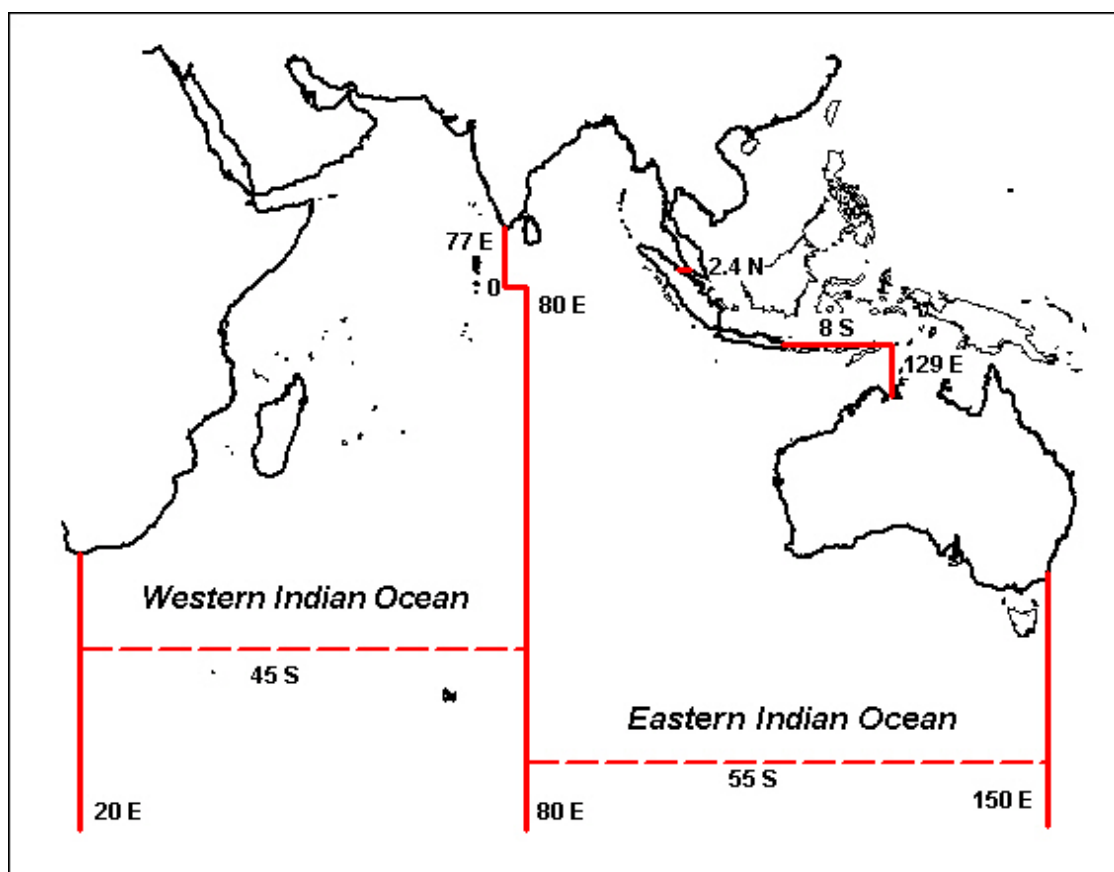 77 E
2.4 N
0
80 E
8 S
129 E
Western Indian Ocean
45 S
Eastern Indian Ocean
55 S
20 E
80 E
150 E